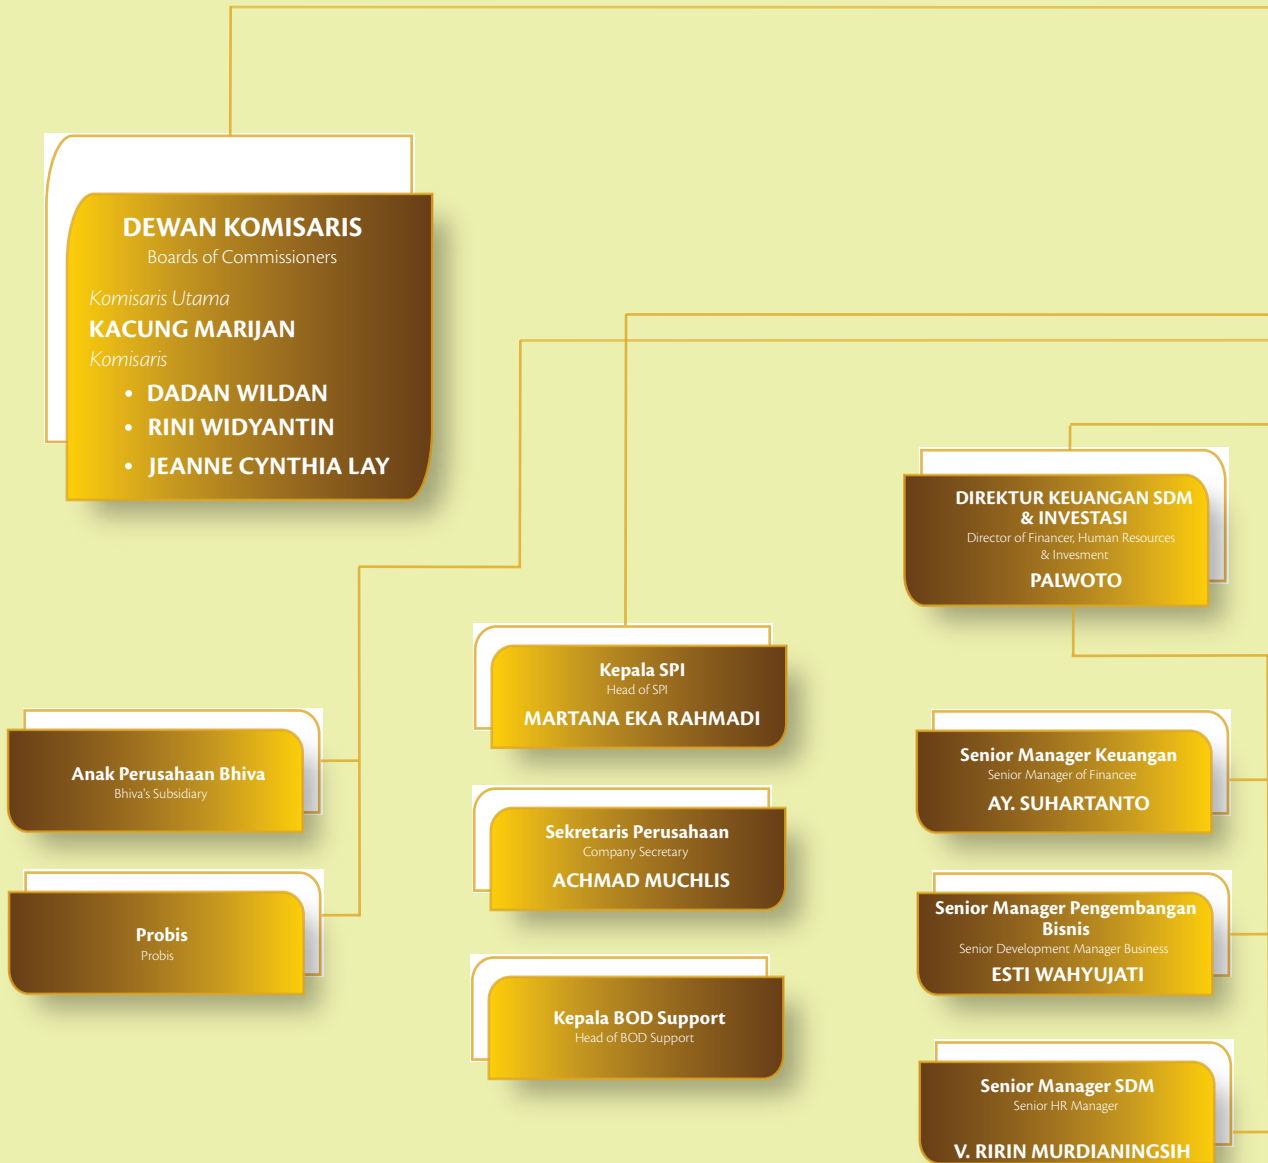 DEWAN KOMISARIS
Boards of Commissioners
Komisaris Utama
KACUNG MARIJAN
Komisaris
• DADAN WILDAN
• RINI WIDYANTIN
• JEANNE CYNTHIA LAY
DIREKTUR KEUANGAN SDM
& INVESTASI
Director of Financer, Human Resources
& Invesment
PALWOTO
Kepala SPI
Head of SPI
MARTANA EKA RAHMADI
Anak Perusahaan Bhiva
Bhiva's Subsidiary
Senior Manager Keuangan
Senior Manager of Financee
AY. SUHARTANTO
Sekretaris Perusahaan
Company Secretary
ACHMAD MUCHLIS
Probis
Probis
Senior Manager Pengembangan
Bisnis
Senior Development Manager Business
ESTI WAHYUJATI
Kepala BOD Support
Head of BOD Support
Senior Manager SDM
Senior HR Manager
V. RIRIN MURDIANINGSIH